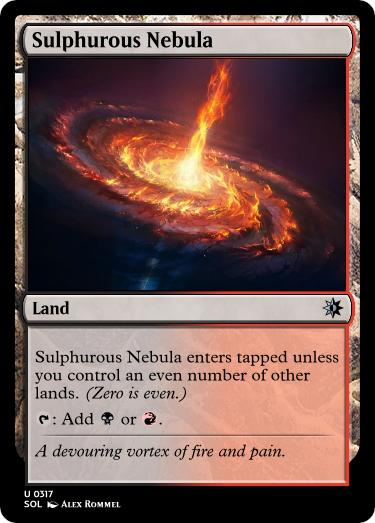 Sulphurous Nebula
Land
Sulphurous Nebula enters tapped unless
you control an even number of other
lands. (Zero is even.)
: Add or .
A devouring vortex of fire and pain.
U 0317
SOL Alex Rommel